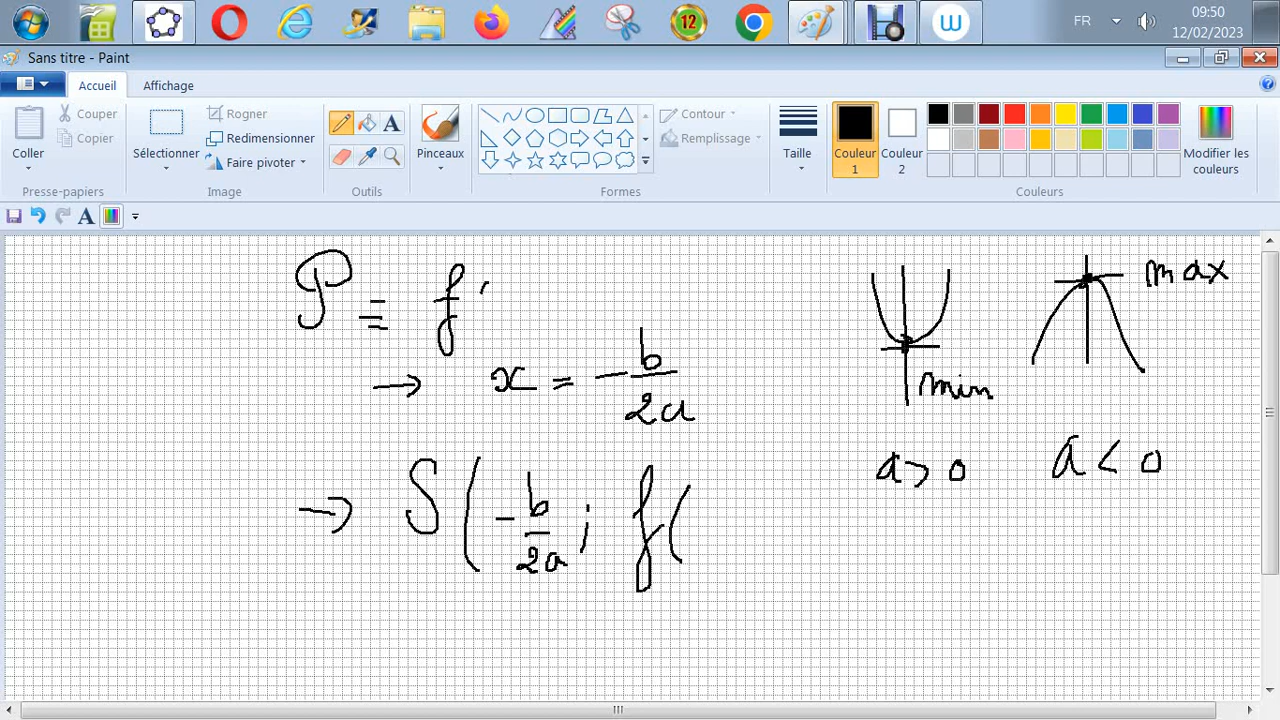 12
W
FR
09:50
12/02/2023
Sans titre - Paint
Accueil
Affichage
Coller
Couper
Copier
Presse-papiers
Sélectionner
Rogner
Redimensionner
Faire pivoter
Image
A
Outils
Pinceaux
Contour
Remplissage
Formes
Taille
Couleur 1
Couleur 2
Modifier les couleurs
Couleurs
A
P = f
→ x = -b/2a
→ S(-b/2a ; f(
min
max
a > 0
a < 0